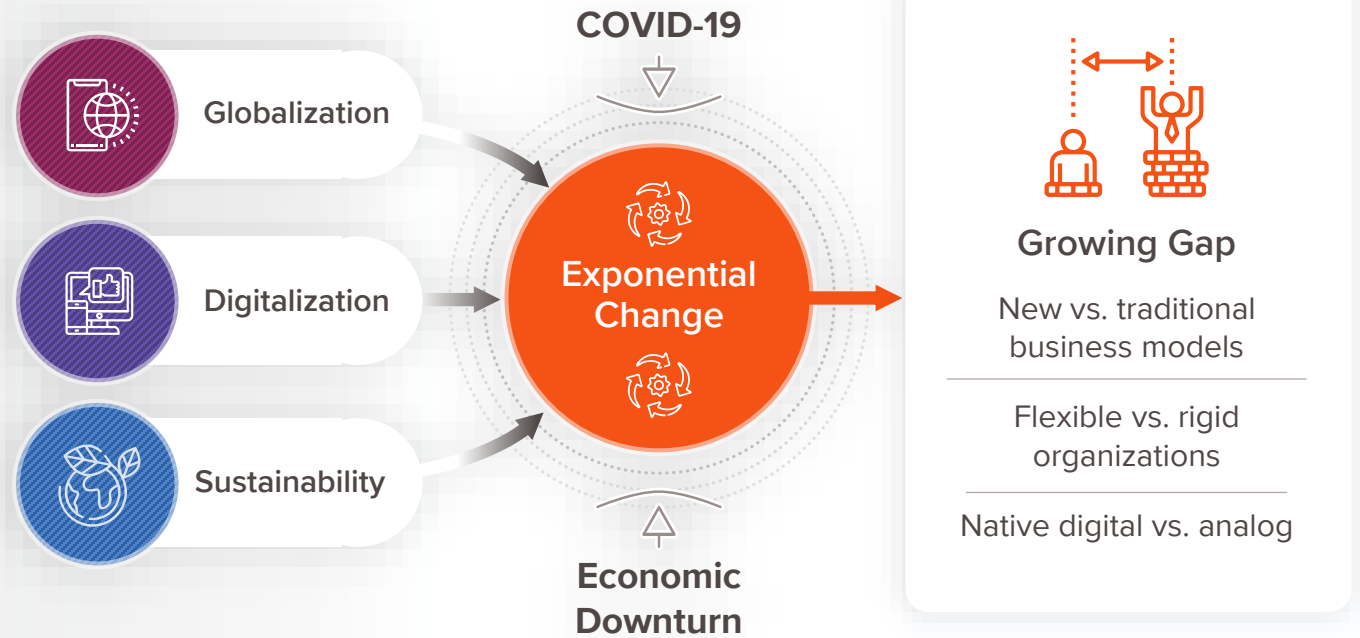 COVID-19
Globalization
Digitalization
Sustainability
Exponential
Change
Economic
Downturn
Growing Gap
New vs. traditional
business models
Flexible vs. rigid
organizations
Native digital vs. analog